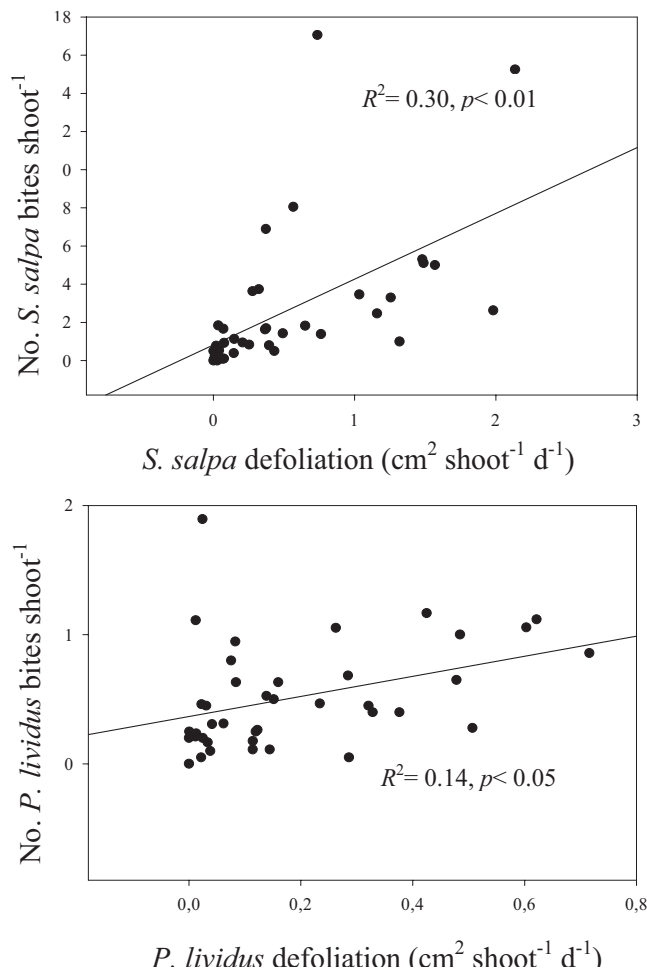 18
6
4
2
0
8
6
4
2
0
No. S. salpa bites shoot⁻¹
R²= 0.30, p< 0.01
0 1 2 3
S. salpa defoliation (cm² shoot⁻¹ d⁻¹)
2
1
0
No. P. lividus bites shoot⁻¹
R²= 0.14, p< 0.05
0,0 0,2 0,4 0,6 0,8
P. lividus defoliation (cm² shoot⁻¹ d⁻¹)